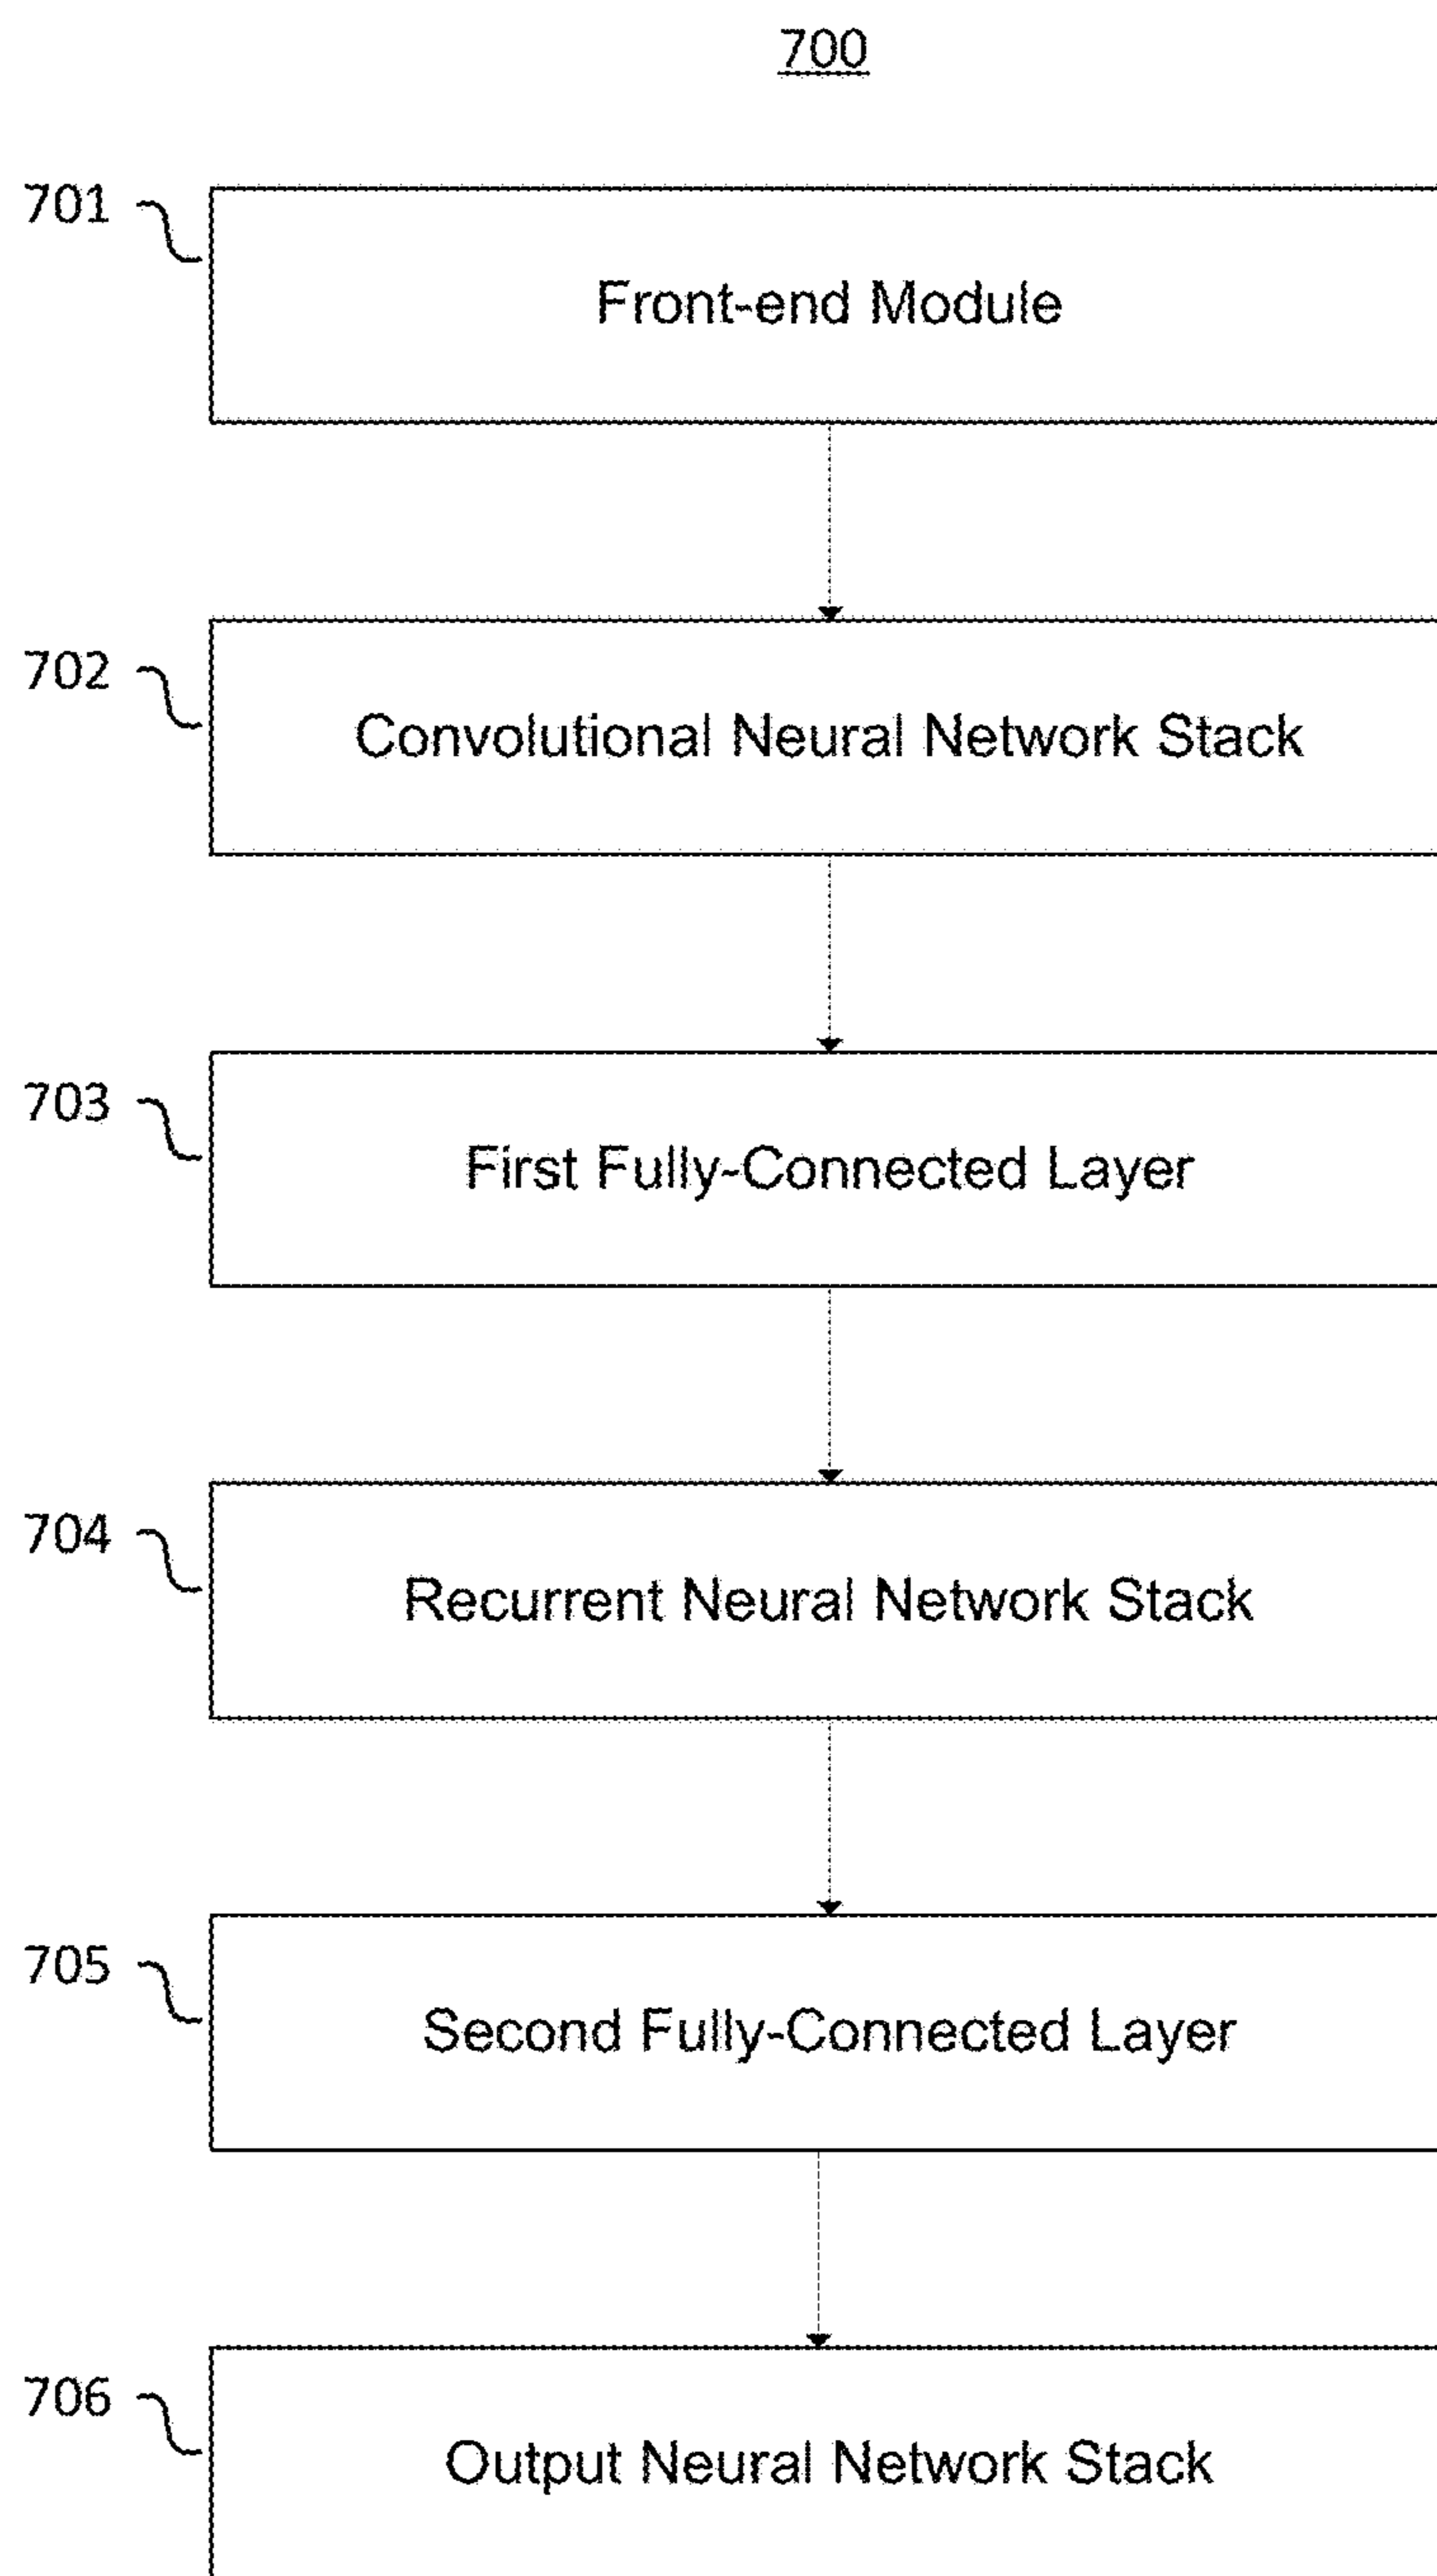 700
701
Front-end Module
702
Convolutional Neural Network Stack
703
First Fully-Connected Layer
704
Recurrent Neural Network Stack
705
Second Fully-Connected Layer
706
Output Neural Network Stack